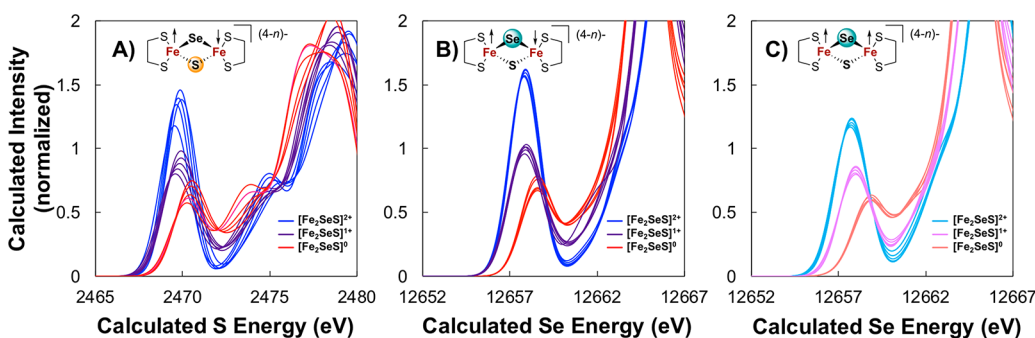 Calculated Intensity
(normalized)
2
1.5
1
0.5
0
A)
S
S
Fe
Se
Fe
S
S
S
(4-n)-
[Fe₂SeS]²⁺
[Fe₂SeS]¹⁺
[Fe₂SeS]⁰
2465 2470 2475 2480
Calculated S Energy (eV)
2
1.5
1
0.5
0
B)
S
S
Fe
Se
Fe
S
S
S
(4-n)-
[Fe₂SeS]²⁺
[Fe₂SeS]¹⁺
[Fe₂SeS]⁰
12652 12657 12662 12667
Calculated Se Energy (eV)
2
1.5
1
0.5
0
C)
S
S
Fe
Se
Fe
S
S
S
(4-n)-
[Fe₂SeS]²⁺
[Fe₂SeS]¹⁺
[Fe₂SeS]⁰
12652 12657 12662 12667
Calculated Se Energy (eV)